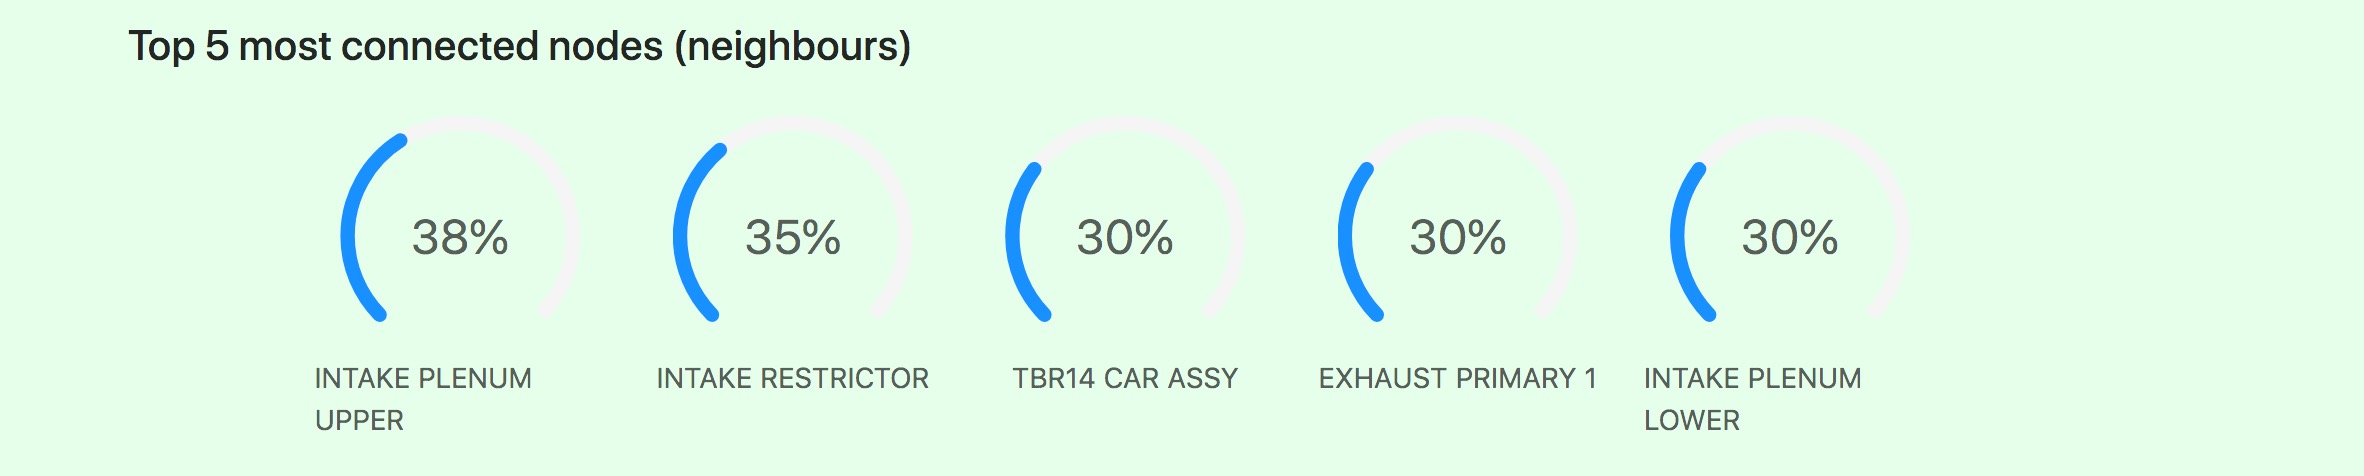 Top 5 most connected nodes (neighbours)
38%
35%
30%
30%
30%
INTAKE PLENUM
UPPER
INTAKE RESTRICTOR
TBR14 CAR ASSY
EXHAUST PRIMARY 1
INTAKE PLENUM
LOWER